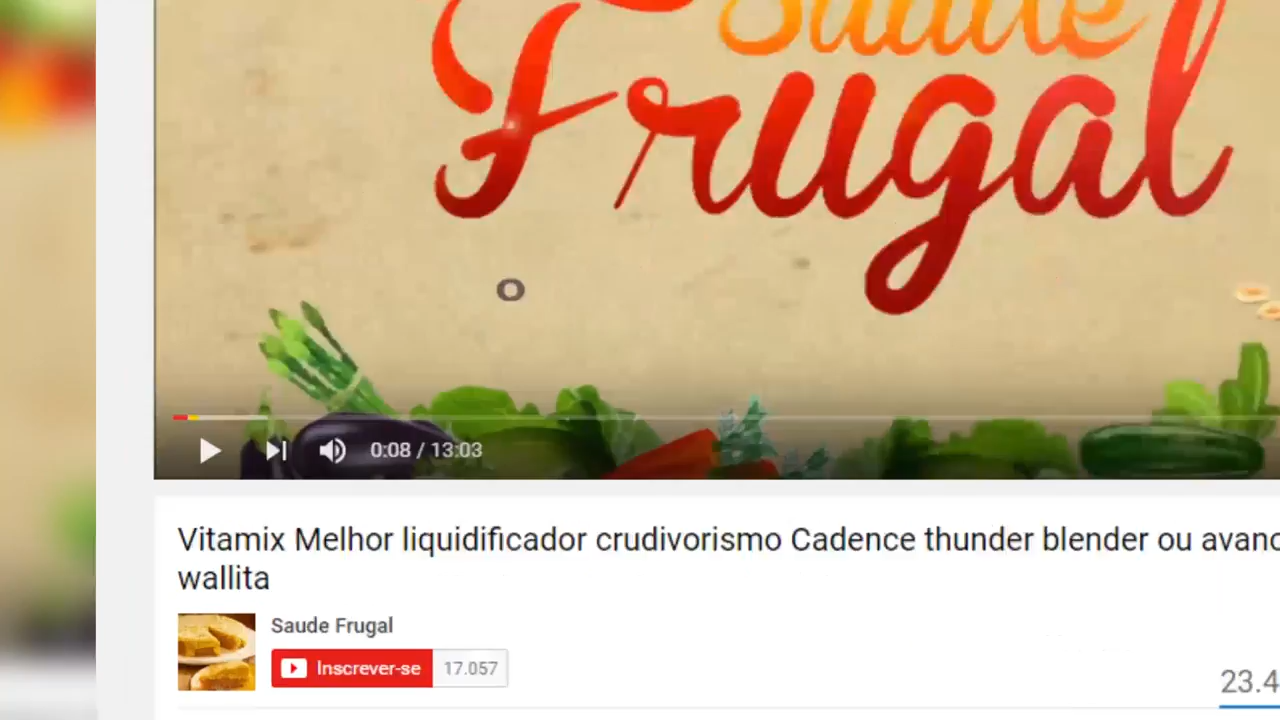 Saude
Frugal
0:08 / 13:03
Vitamix Melhor liquidificador crudivorismo Cadence thunder blender ou
wallita
Saude Frugal
Inscrever-se 17.057
23.4